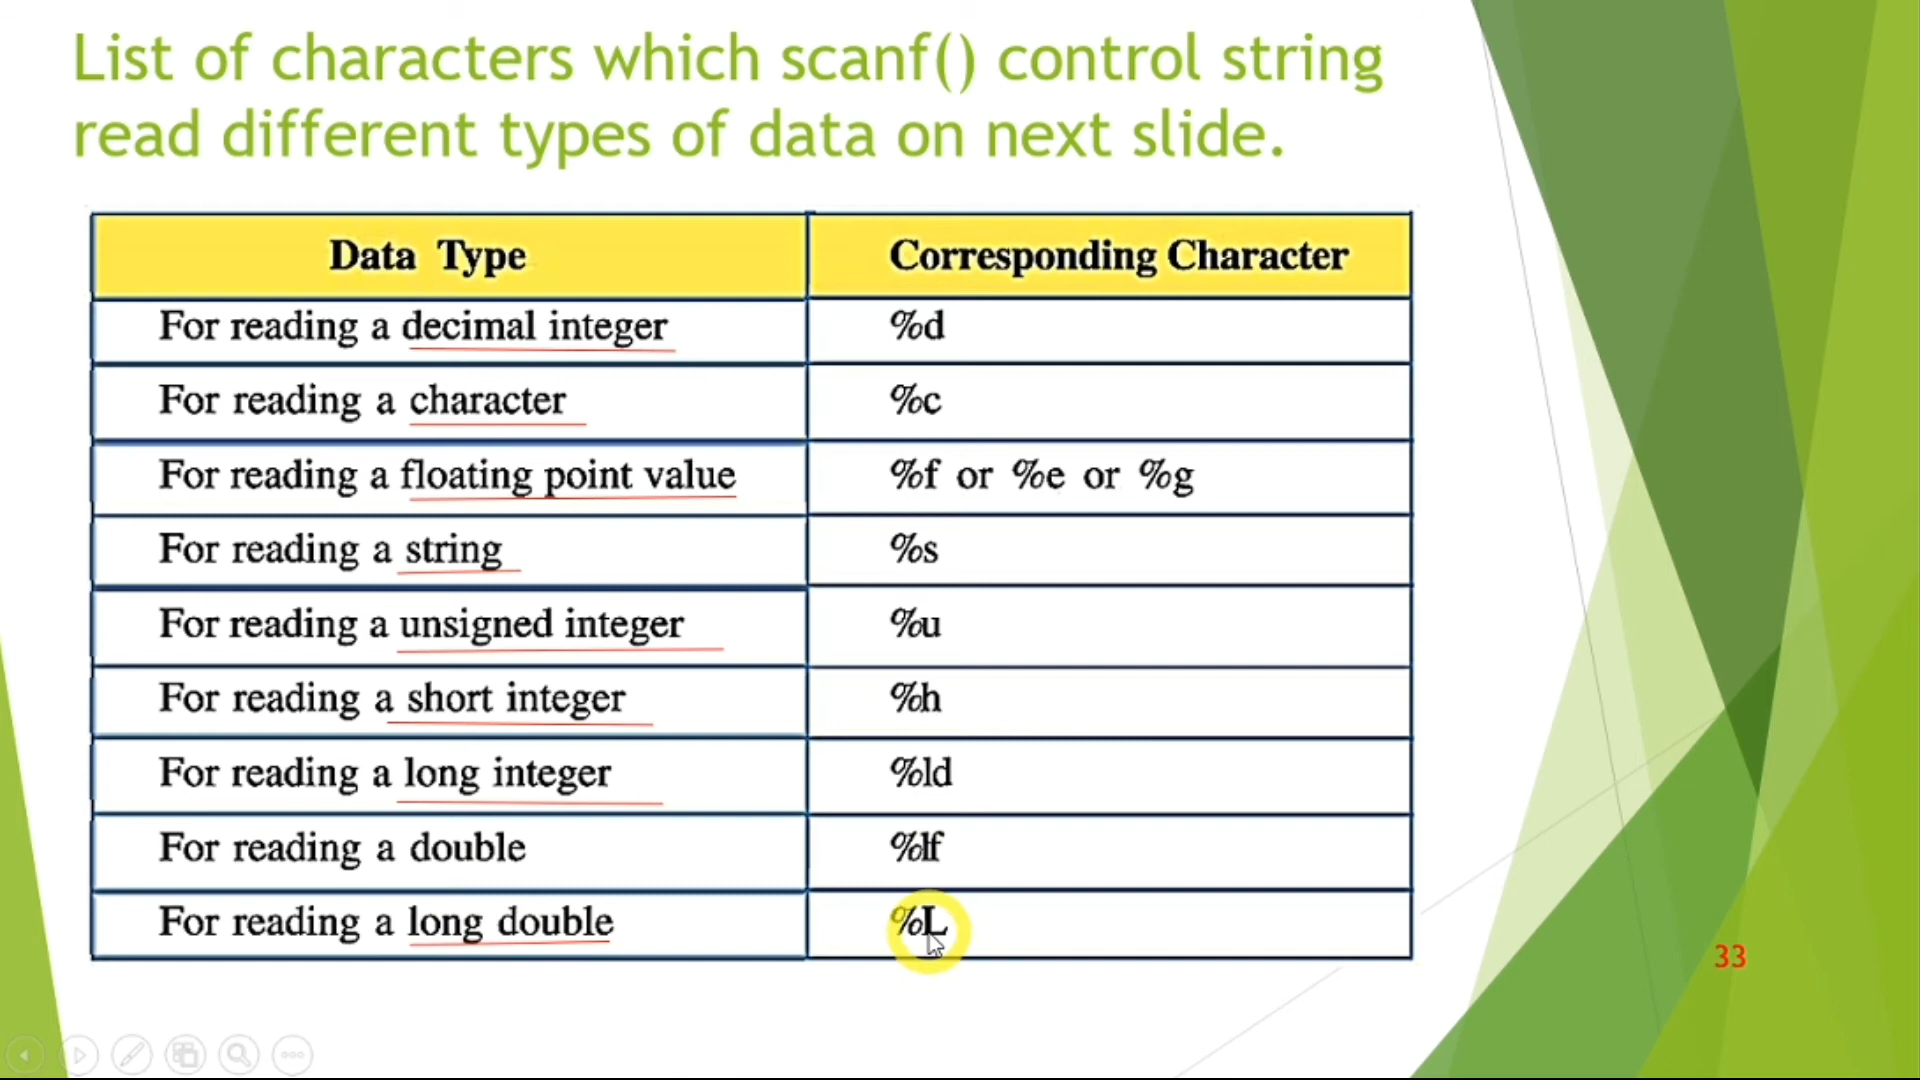 List of characters which scanf() control string
read different types of data on next slide.
Data Type Corresponding Character
For reading a decimal integer %d
For reading a character %c
For reading a floating point value %f or %e or %g
For reading a string %s
For reading a unsigned integer %u
For reading a short integer %h
For reading a long integer %ld
For reading a double %lf
For reading a long double %L
33